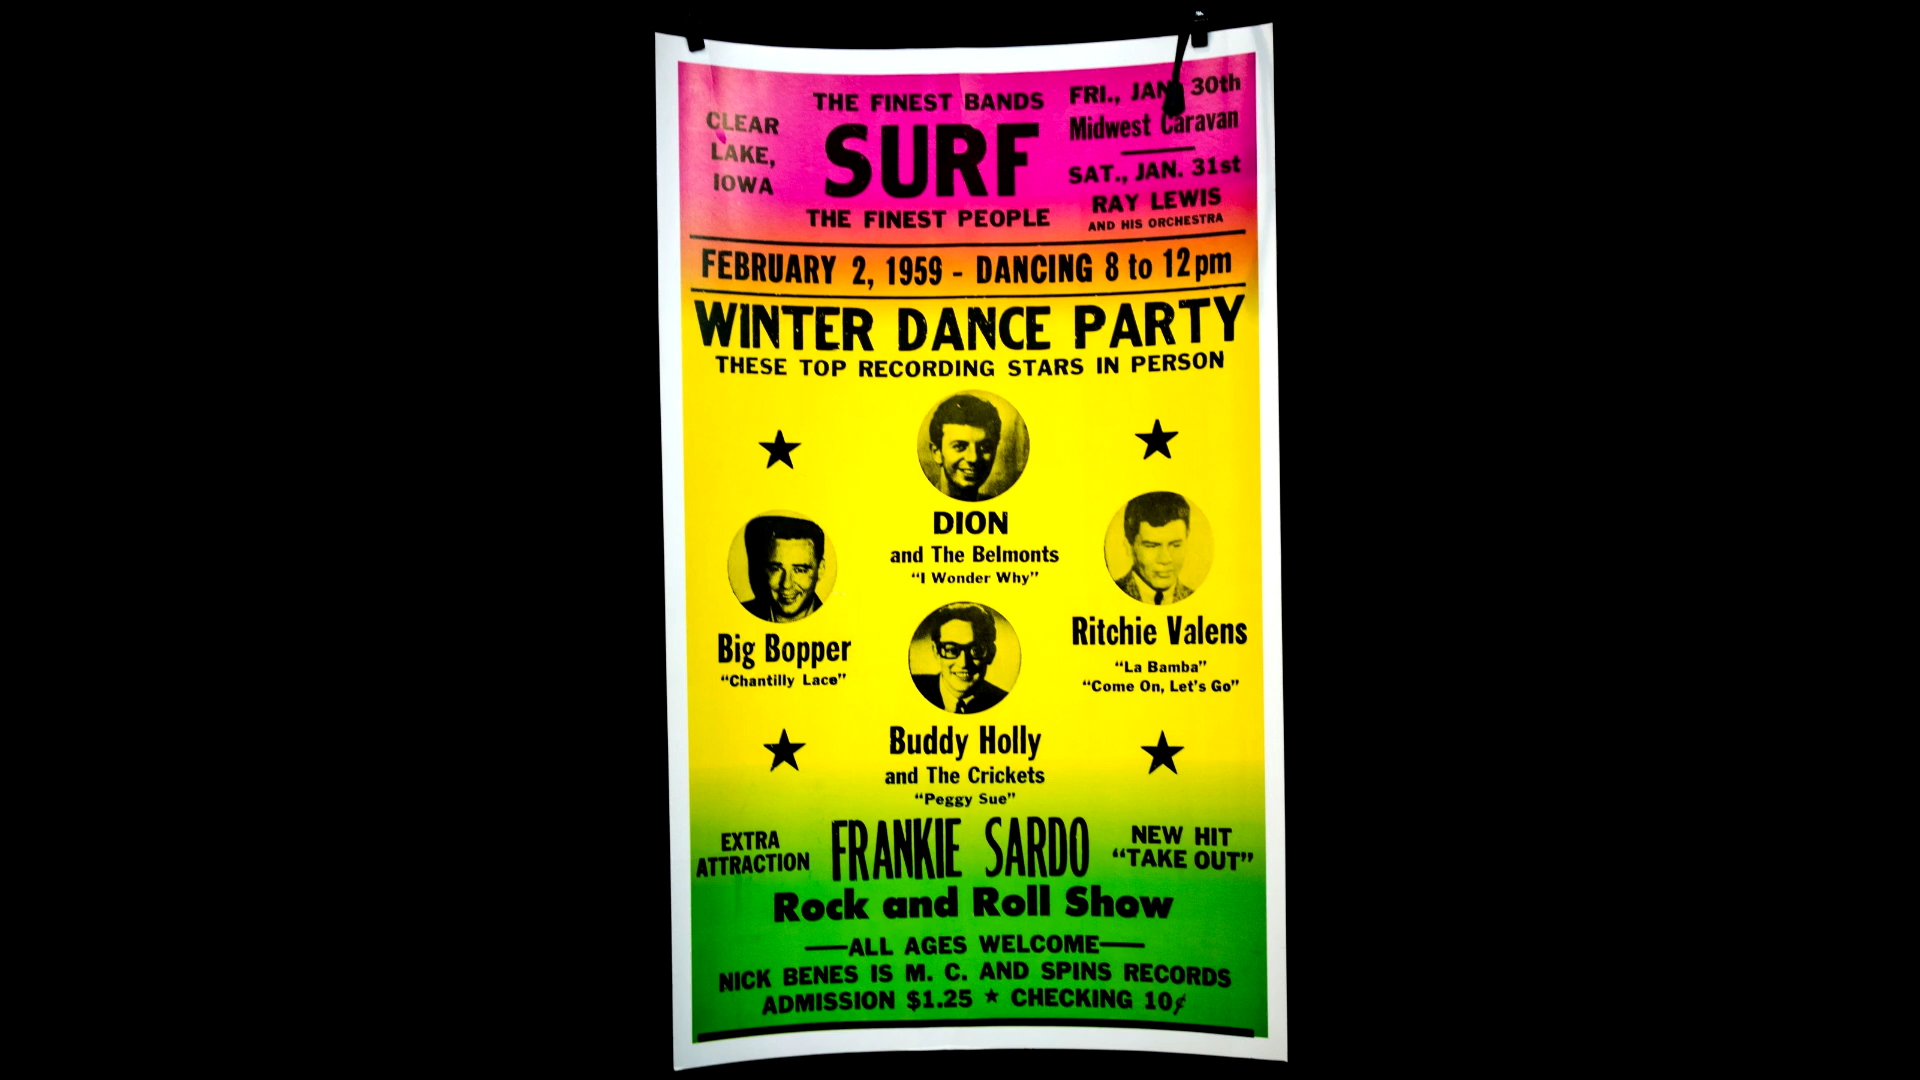 CLEAR
LAKE,
IOWA
THE FINEST BANDS
SURF
THE FINEST PEOPLE
FRI., JAN. 30th
Midwest Caravan
SAT., JAN. 31st
RAY LEWIS
AND HIS ORCHESTRA
FEBRUARY 2, 1959 - DANCING 8 to 12pm
WINTER DANCE PARTY
THESE TOP RECORDING STARS IN PERSON
DION
and The Belmonts
“I Wonder Why”
Big Bopper
“Chantilly Lace”
Ritchie Valens
“La Bamba”
“Come On, Let's Go”
Buddy Holly
and The Crickets
“Peggy Sue”
EXTRA
ATTRACTION
FRANKIE SARDO
NEW HIT
“TAKE OUT”
Rock and Roll Show
—ALL AGES WELCOME—
NICK BENES IS M. C. AND SPINS RECORDS
ADMISSION $1.25 ★ CHECKING 10¢